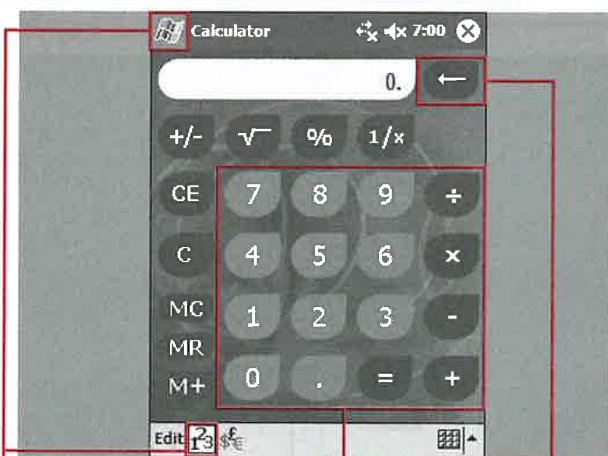 Calculator 7:00
0. ←
+/- √ % 1/x
CE 7 8 9 ÷
C 4 5 6 ×
MC 1 2 3 -
MR
M+ 0 . = +
Edit 123 $£€